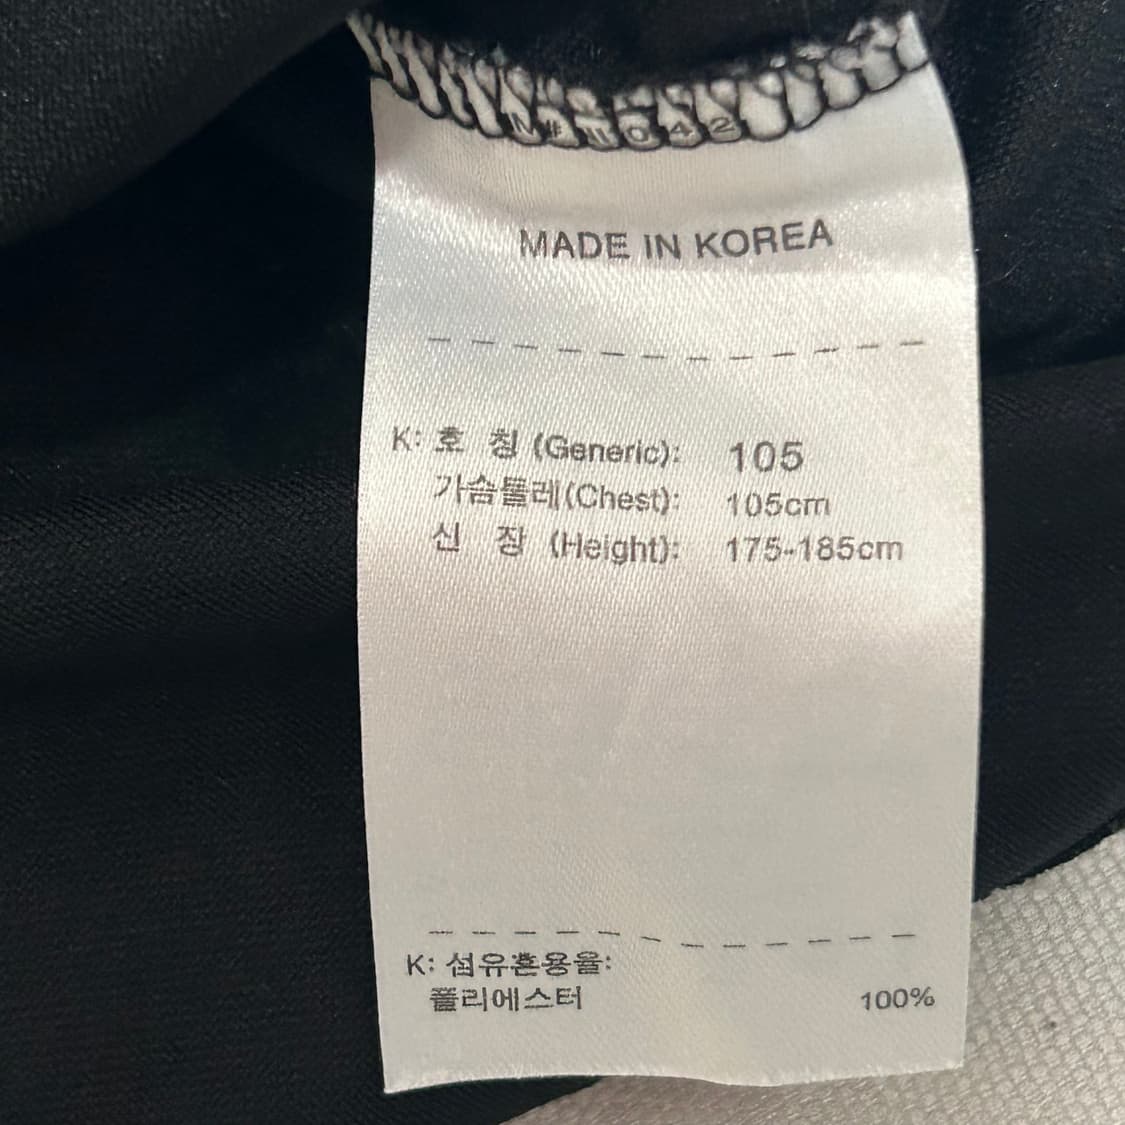 MADE IN KOREA
K: 호 칭 (Generic): 105
가슴둘레(Chest): 105cm
신 장 (Height): 175-185cm
K: 섬유혼용율:
폴리에스터 100%